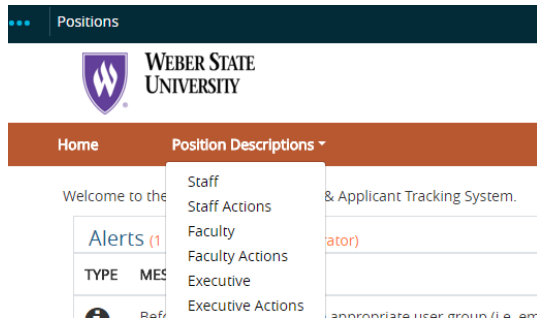 Positions
WEBER STATE
UNIVERSITY
Home Position Descriptions
Welcome to the & Applicant Tracking System.
Staff
Staff Actions
Faculty
Faculty Actions
Executive
Executive Actions
Alerts (1 ator)
TYPE MES
Befo appropriate user group (i.e. em